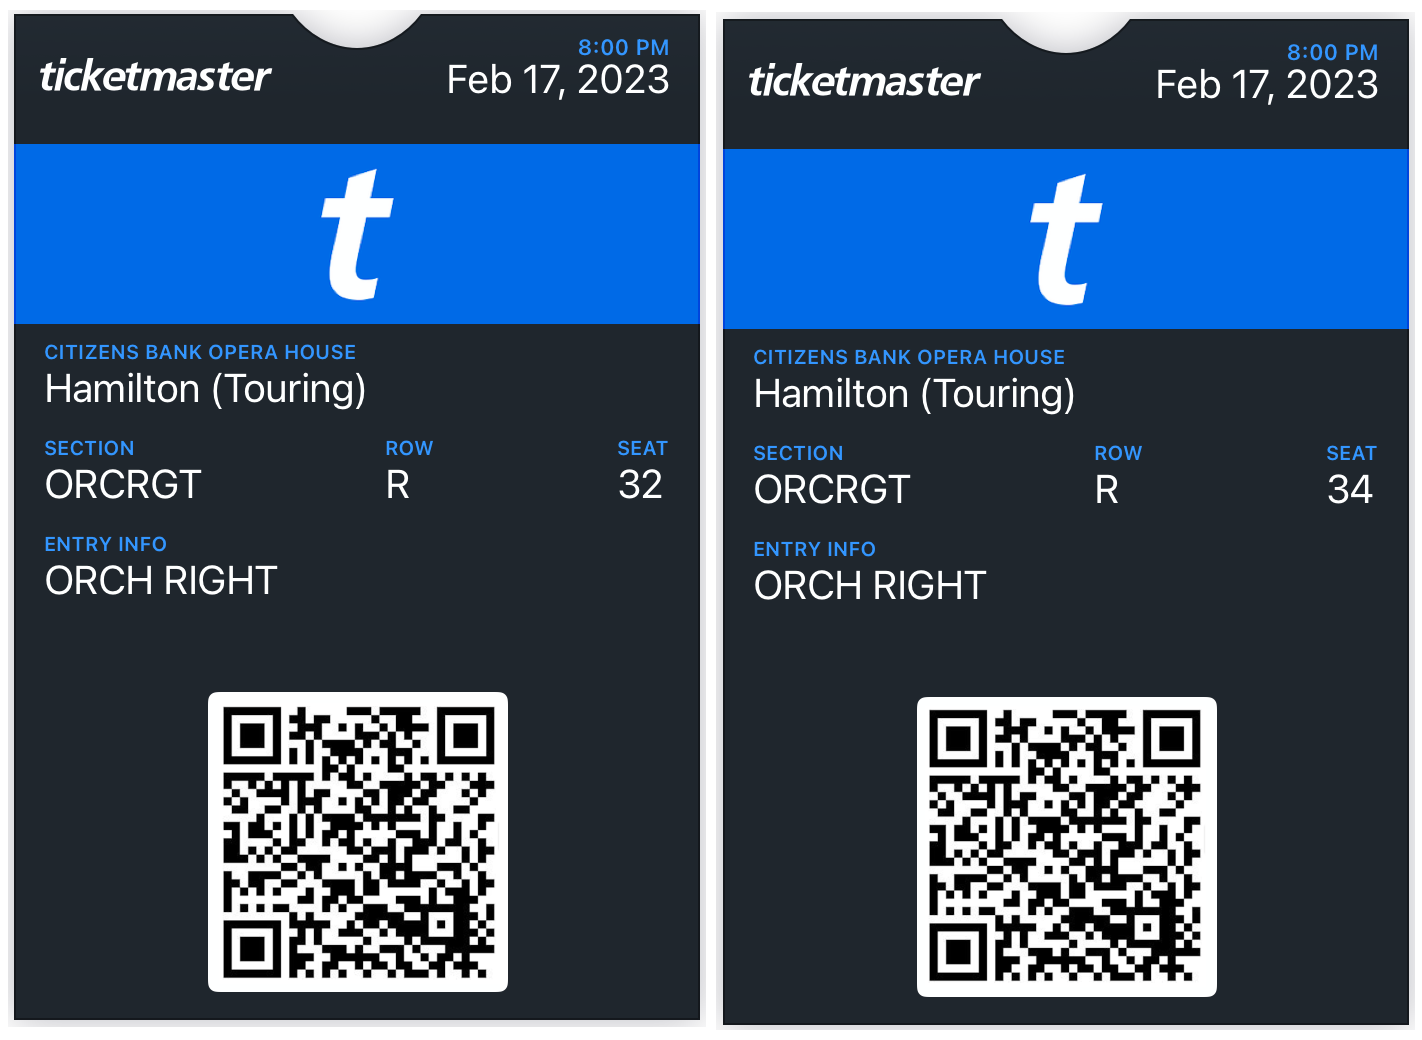 ticketmaster
8:00 PM
Feb 17, 2023
t
CITIZENS BANK OPERA HOUSE
Hamilton (Touring)
SECTION ROW SEAT
ORCRGT R 32
ENTRY INFO
ORCH RIGHT
ticketmaster
8:00 PM
Feb 17, 2023
t
CITIZENS BANK OPERA HOUSE
Hamilton (Touring)
SECTION ROW SEAT
ORCRGT R 34
ENTRY INFO
ORCH RIGHT